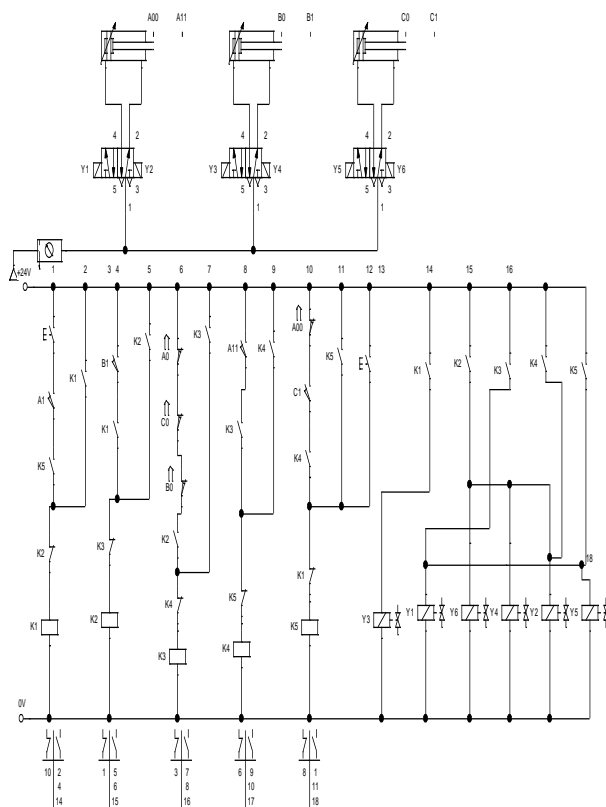 A00 A11 B0 B1 C0 C1
4 2 4 2 4 2
Y1 Y2 Y3 Y4 Y5 Y6
5 3 5 3 5 3
1 1 1
+24V 1 2 3 4 5 6 7 8 9 10 11 12 13 14 15 16
E K1 B1 K2 A0 K3 A11 K4 A00 K5 E K1 K2 K3 K4 K5
A1 K1 C0 K3 C1
K5 B0 K4
K2 K3 K2 K5 K1 18
K4
K1 K2 K3 K4 K5 Y3 Y1 Y6 Y4 Y2 Y5
0V
10 2 1 5 3 7 6 9 8 1
4 6 8 10 11
14 15 16 17 18